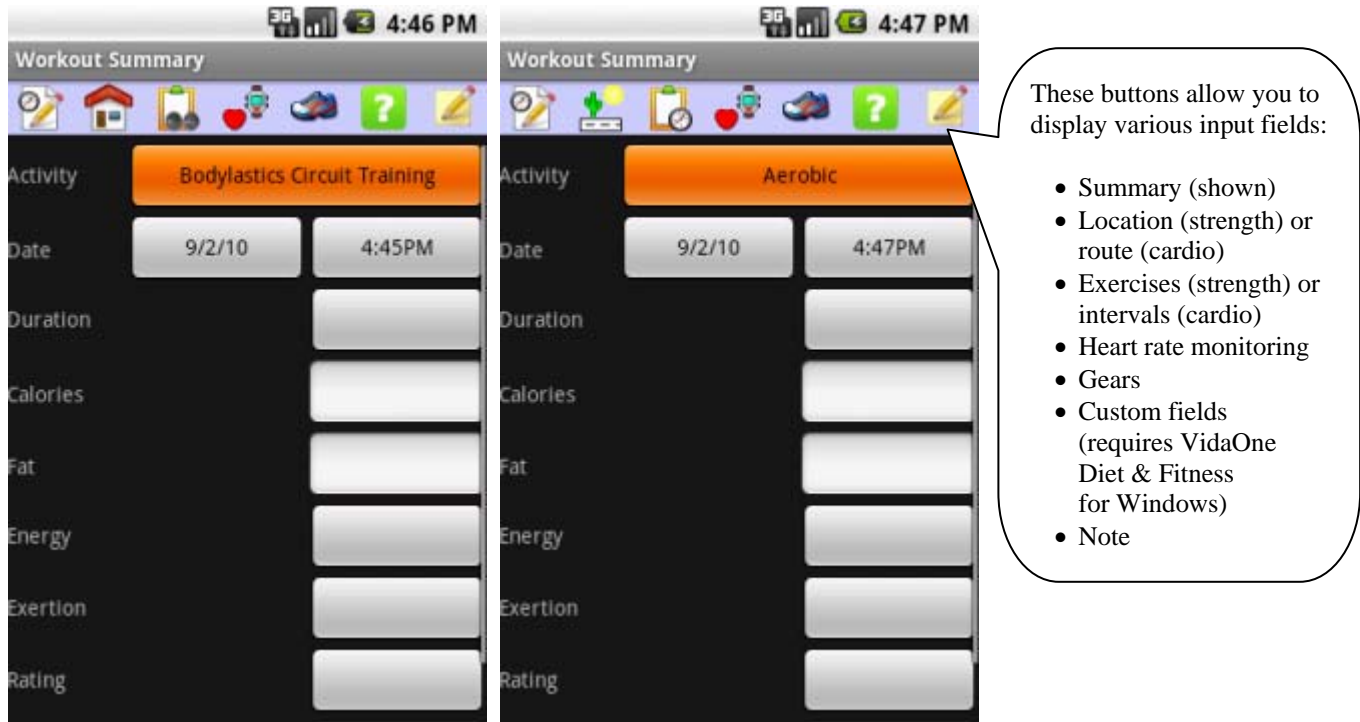 3G 4:46 PM
Workout Summary
?
Activity Bodylastics Circuit Training
Date 9/2/10 4:45PM
Duration
Calories
Fat
Energy
Exertion
Rating
3G 4:47 PM
Workout Summary
?
Activity Aerobic
Date 9/2/10 4:47PM
Duration
Calories
Fat
Energy
Exertion
Rating
These buttons allow you to
display various input fields:
• Summary (shown)
• Location (strength) or
route (cardio)
• Exercises (strength) or
intervals (cardio)
• Heart rate monitoring
• Gears
• Custom fields
(requires VidaOne
Diet & Fitness
for Windows)
• Note